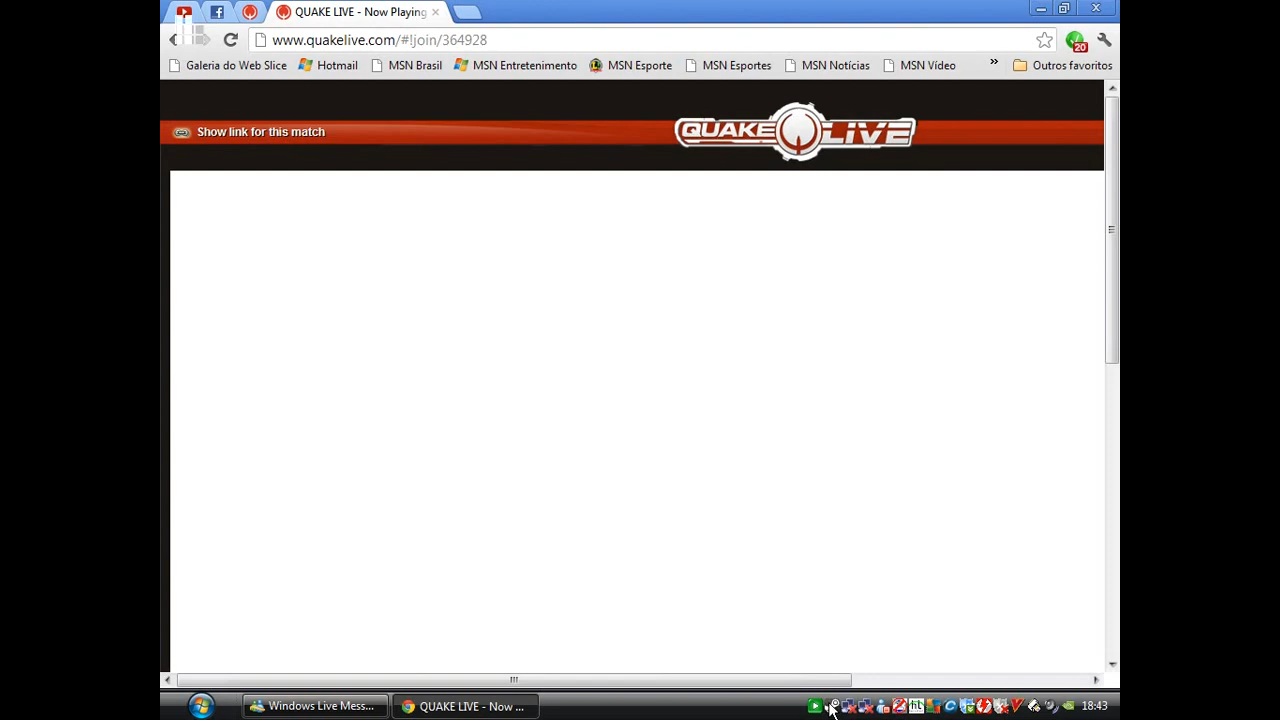 QUAKE LIVE - Now Playing
www.quakelive.com/#!join/364928
20
Galeria do Web Slice
Hotmail
MSN Brasil
MSN Entretenimento
MSN Esporte
MSN Esportes
MSN Notícias
MSN Vídeo
»
Outros favoritos
Show link for this match
QUAKE LIVE
Windows Live Mess...
QUAKE LIVE - Now ...
18:43